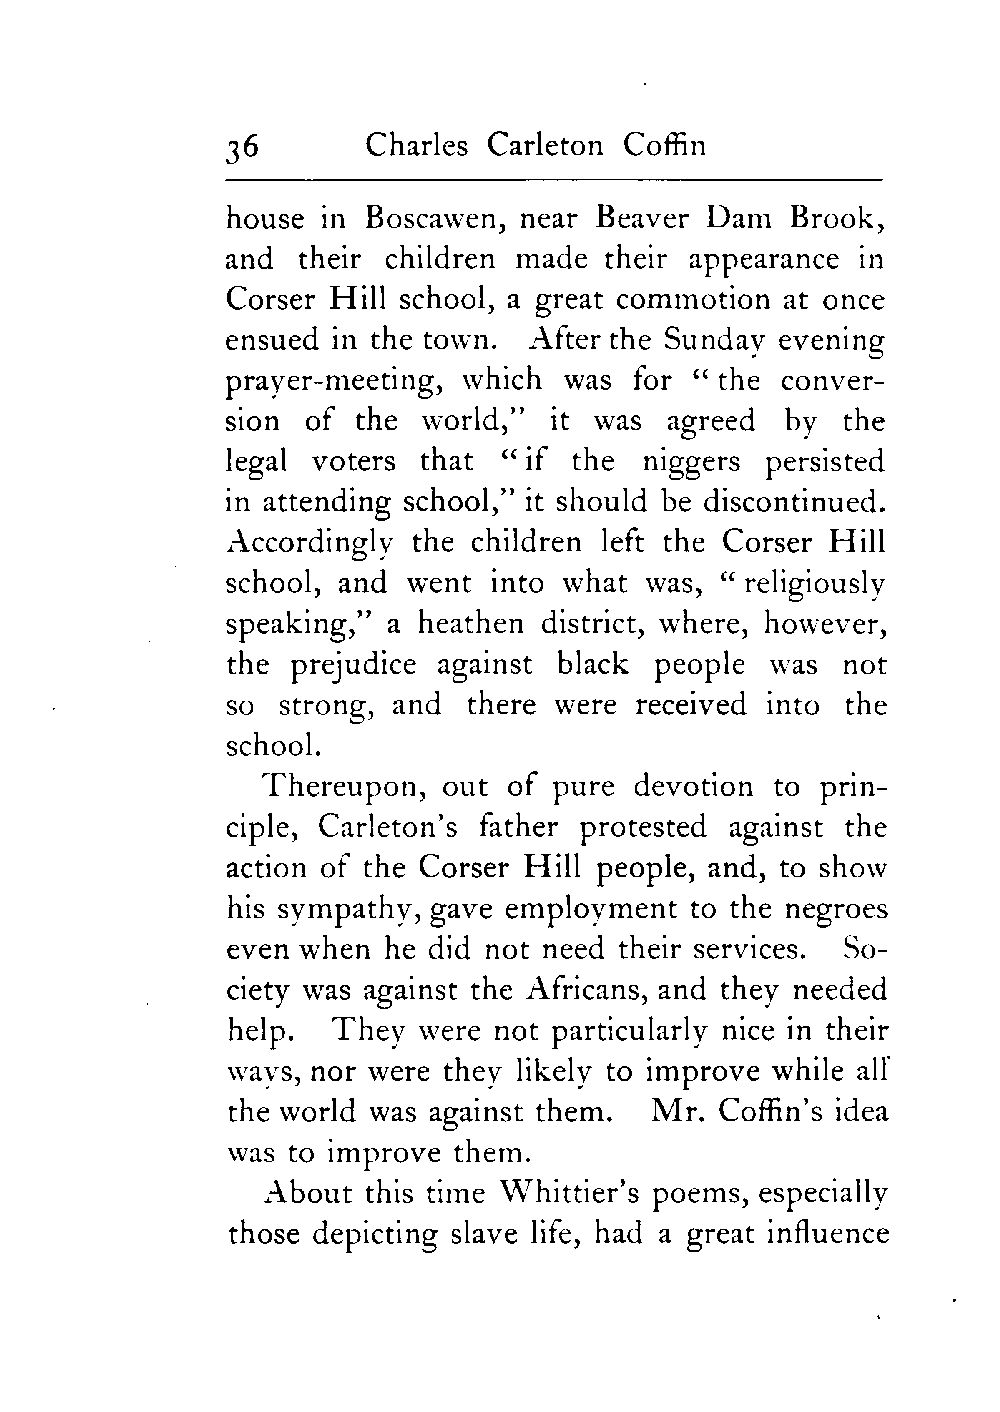 36 Charles Carleton Coffin
house in Boscawen, near Beaver Dam Brook,
and their children made their appearance in
Corser Hill school, a great commotion at once
ensued in the town. After the Sunday evening
prayer-meeting, which was for “ the conver-
sion of the world,” it was agreed by the
legal voters that “ if the niggers persisted
in attending school,” it should be discontinued.
Accordingly the children left the Corser Hill
school, and went into what was, “ religiously
speaking,” a heathen district, where, however,
the prejudice against black people was not
so strong, and there were received into the
school.
Thereupon, out of pure devotion to prin-
ciple, Carleton’s father protested against the
action of the Corser Hill people, and, to show
his sympathy, gave employment to the negroes
even when he did not need their services. So-
ciety was against the Africans, and they needed
help. They were not particularly nice in their
ways, nor were they likely to improve while all
the world was against them. Mr. Coffin’s idea
was to improve them.
About this time Whittier’s poems, especially
those depicting slave life, had a great influence